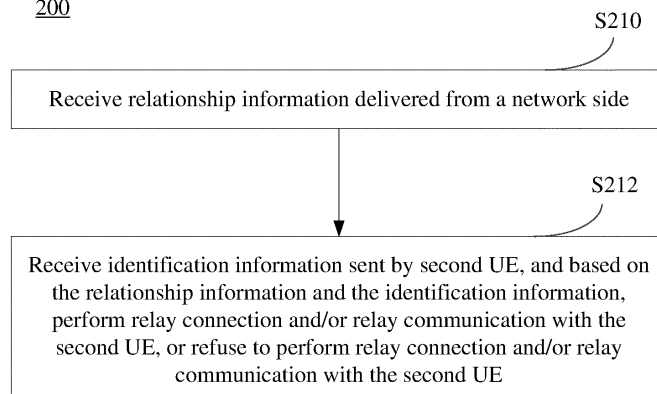 200
S210
Receive relationship information delivered from a network side
S212
Receive identification information sent by second UE, and based on
the relationship information and the identification information,
perform relay connection and/or relay communication with the
second UE, or refuse to perform relay connection and/or relay
communication with the second UE